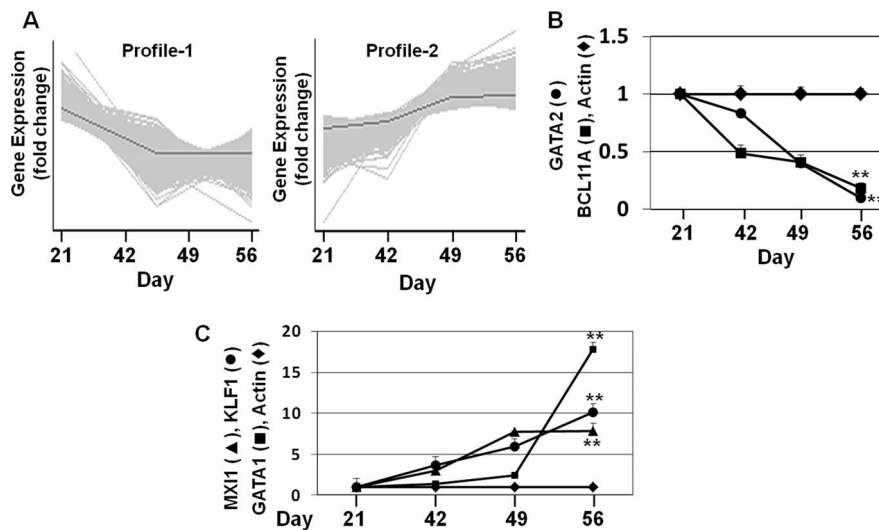 A
Profile-1
Profile-2
Gene Expression
(fold change)
21 42 49 56
Day
Gene Expression
(fold change)
21 42 49 56
Day
B
GATA2 (●)
BCL11A (■), Actin (◆)
1.5
1
0.5
0
**
**
21 42 49 56
Day
C
MXI1 (▲), KLF1 (●)
GATA1 (■), Actin (◆)
20
15
10
5
0
**
**
**
Day 21 42 49 56